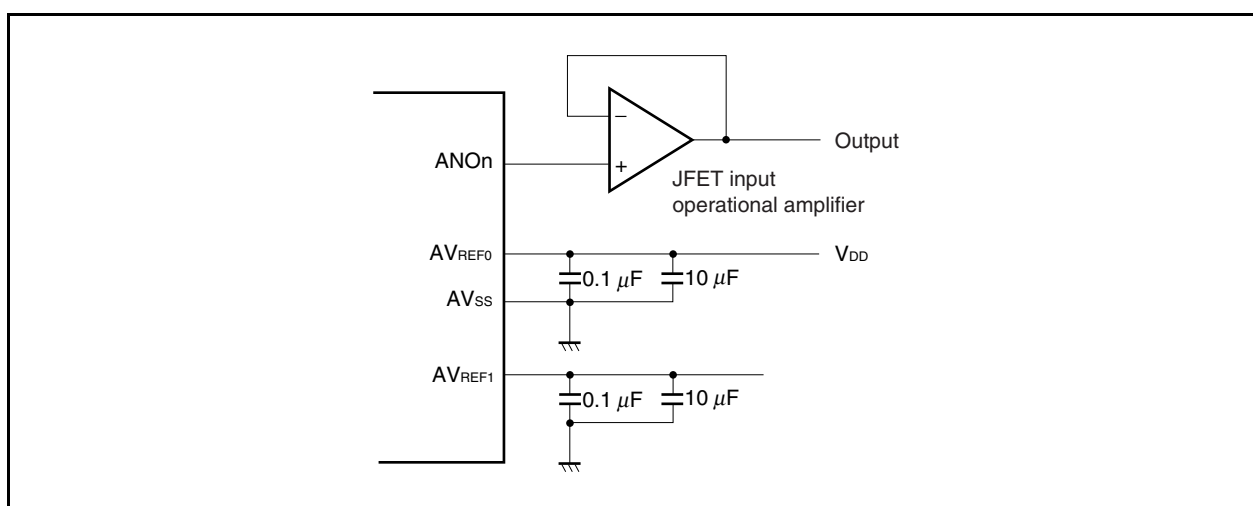 ANOn
−
+
Output
JFET input
operational amplifier
AVREF0
VDD
0.1 μF
10 μF
AVSS
AVREF1
0.1 μF
10 μF